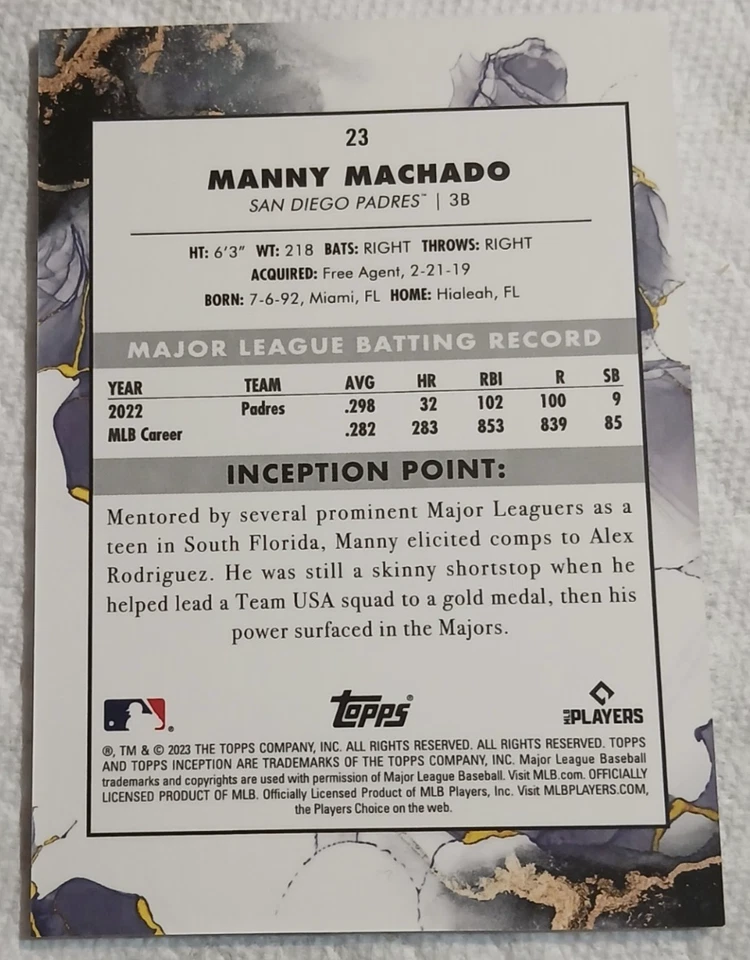 23
MANNY MACHADO
SAN DIEGO PADRES™ | 3B
HT: 6'3" WT: 218 BATS: RIGHT THROWS: RIGHT
ACQUIRED: Free Agent, 2-21-19
BORN: 7-6-92, Miami, FL HOME: Hialeah, FL
MAJOR LEAGUE BATTING RECORD
YEAR TEAM AVG HR RBI R SB
2022 Padres .298 32 102 100 9
MLB Career .282 283 853 839 85
INCEPTION POINT:
Mentored by several prominent Major Leaguers as a
teen in South Florida, Manny elicited comps to Alex
Rodriguez. He was still a skinny shortstop when he
helped lead a Team USA squad to a gold medal, then his
power surfaced in the Majors.
®
Topps®
MLB PLAYERS
®, TM & © 2023 THE TOPPS COMPANY, INC. ALL RIGHTS RESERVED. ALL RIGHTS RESERVED. TOPPS
AND TOPPS INCEPTION ARE TRADEMARKS OF THE TOPPS COMPANY, INC. Major League Baseball
trademarks and copyrights are used with permission of Major League Baseball. Visit MLB.com. OFFICIALLY
LICENSED PRODUCT OF MLB. Officially Licensed Product of MLB Players, Inc. Visit MLBPLAYERS.COM,
the Players Choice on the web.